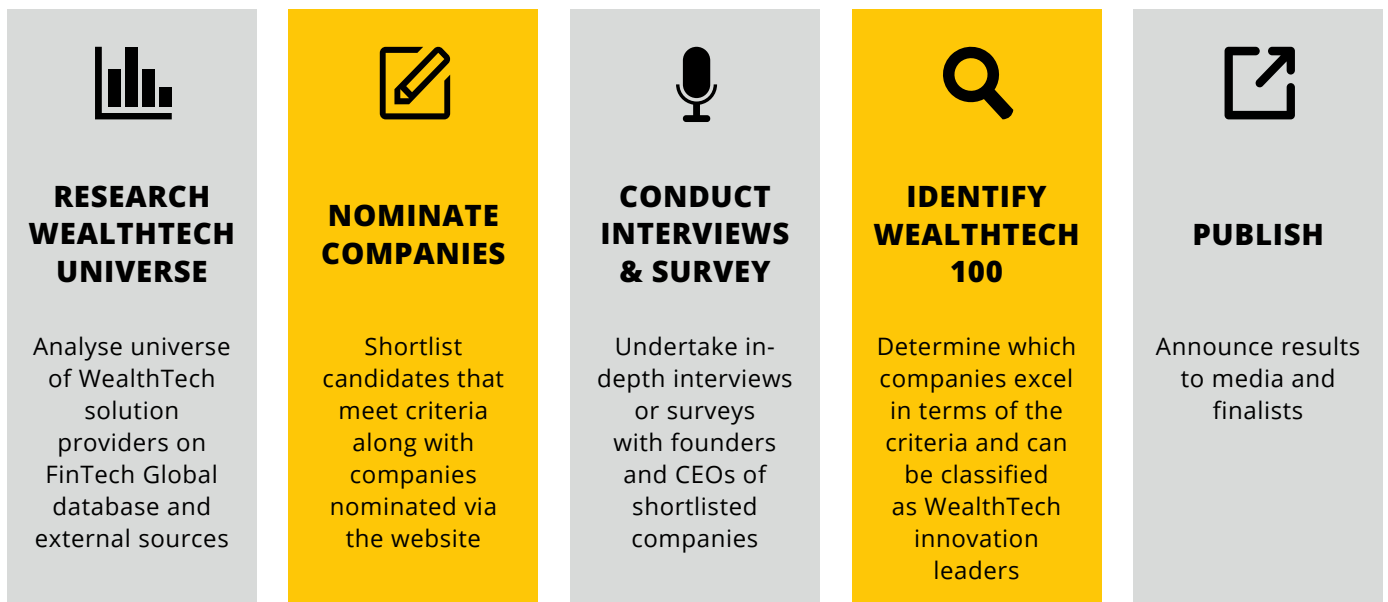 RESEARCH
WEALTHTECH
UNIVERSE
Analyse universe
of WealthTech
solution
providers on
FinTech Global
database and
external sources
NOMINATE
COMPANIES
Shortlist
candidates that
meet criteria
along with
companies
nominated via
the website
CONDUCT
INTERVIEWS
& SURVEY
Undertake in-
depth interviews
or surveys
with founders
and CEOs of
shortlisted
companies
IDENTIFY
WEALTHTECH
100
Determine which
companies excel
in terms of the
criteria and can
be classified
as WealthTech
innovation
leaders
PUBLISH
Announce results
to media and
finalists